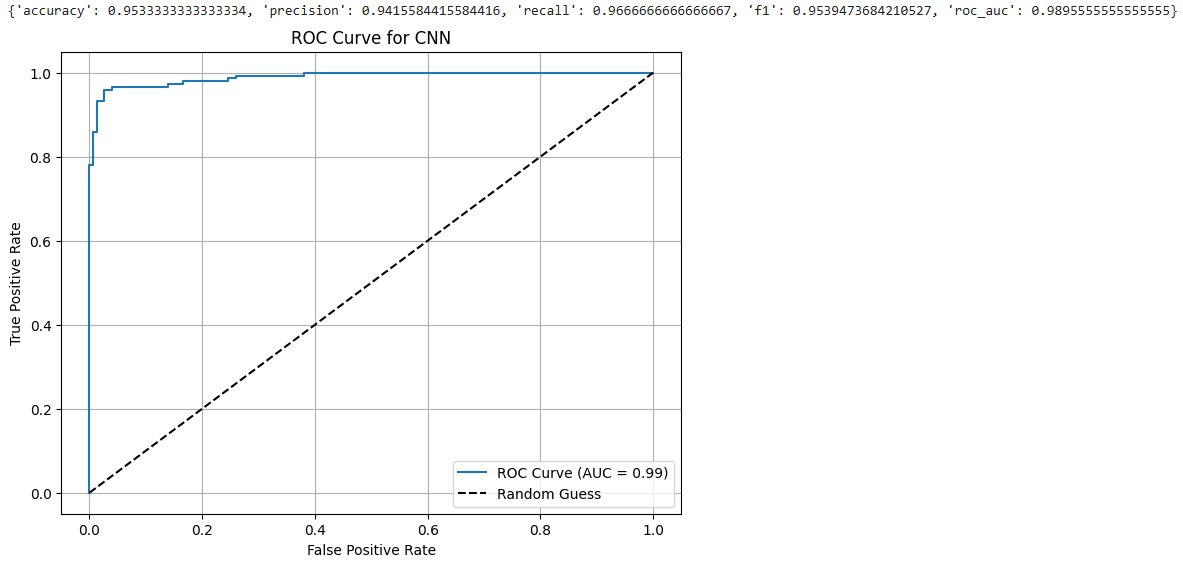 {'accuracy': 0.9533333333333334, 'precision': 0.9415584415584416, 'recall': 0.9666666666666667, 'f1': 0.9539473684210527, 'roc_auc': 0.9895555555555555}
ROC Curve for CNN
1.0
0.8
0.6
0.4
0.2
0.0
True Positive Rate
ROC Curve (AUC = 0.99)
Random Guess
0.0 0.2 0.4 0.6 0.8 1.0
False Positive Rate